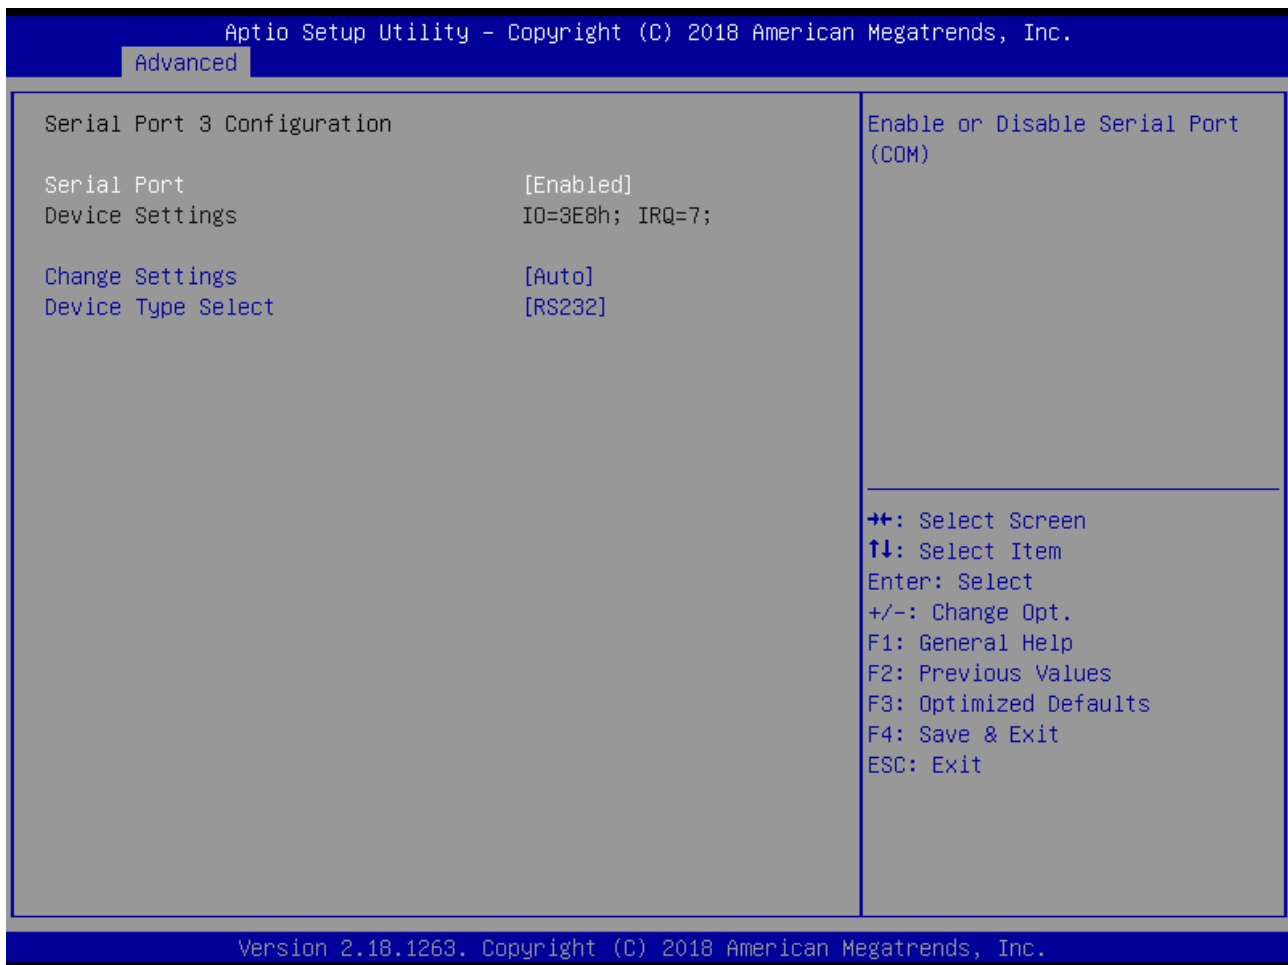 Aptio Setup Utility – Copyright (C) 2018 American Megatrends, Inc.
Advanced
Serial Port 3 Configuration
Serial Port [Enabled]
Device Settings IO=3E8h; IRQ=7;
Change Settings [Auto]
Device Type Select [RS232]
Enable or Disable Serial Port
(COM)
→←: Select Screen
↑↓: Select Item
Enter: Select
+/-: Change Opt.
F1: General Help
F2: Previous Values
F3: Optimized Defaults
F4: Save & Exit
ESC: Exit
Version 2.18.1263. Copyright (C) 2018 American Megatrends, Inc.